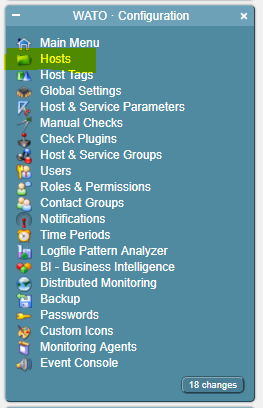 WATO · Configuration
Main Menu
Hosts
Host Tags
Global Settings
Host & Service Parameters
Manual Checks
Check Plugins
Host & Service Groups
Users
Roles & Permissions
Contact Groups
Notifications
Time Periods
Logfile Pattern Analyzer
BI - Business Intelligence
Distributed Monitoring
Backup
Passwords
Custom Icons
Monitoring Agents
Event Console
18 changes